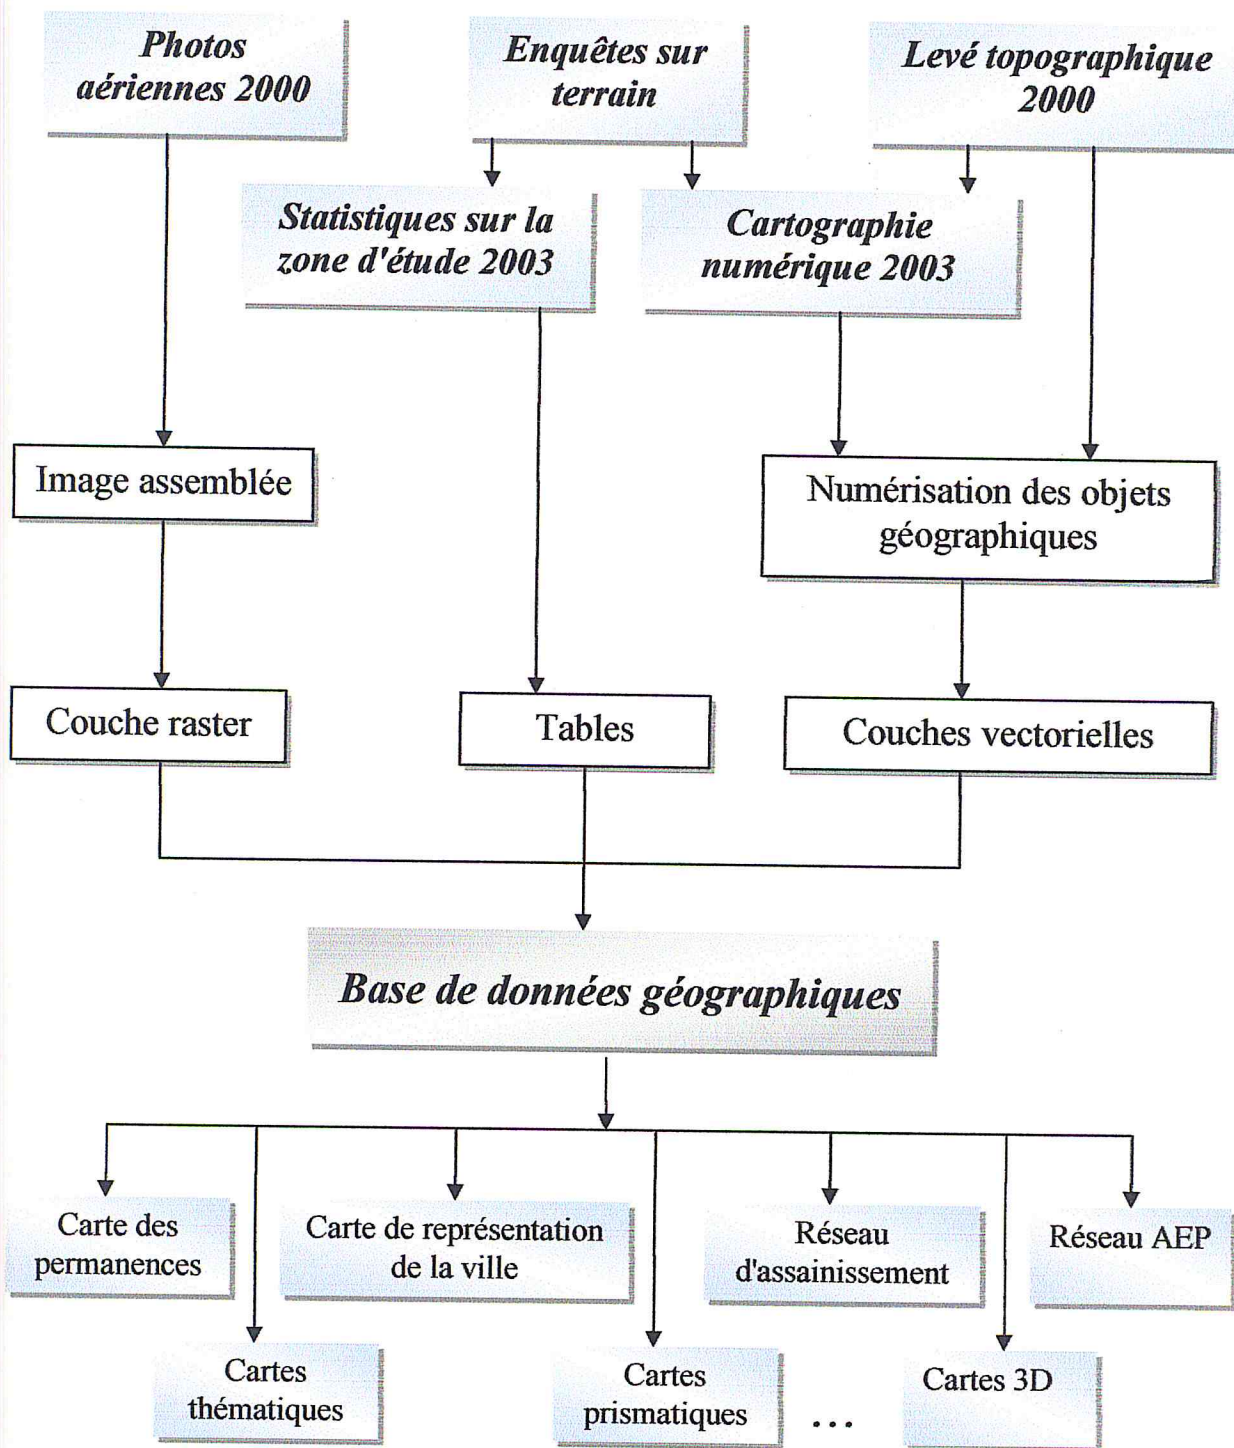 Photos
aériennes 2000
Enquêtes sur
terrain
Levé topographique
2000
Statistiques sur la
zone d'étude 2003
Cartographie
numérique 2003
Image assemblée
Numérisation des objets
géographiques
Couche raster
Tables
Couches vectorielles
Base de données géographiques
Carte des
permanences
Carte de représentation
de la ville
Réseau
d'assainissement
Réseau AEP
Cartes
thématiques
Cartes
prismatiques
...
Cartes 3D